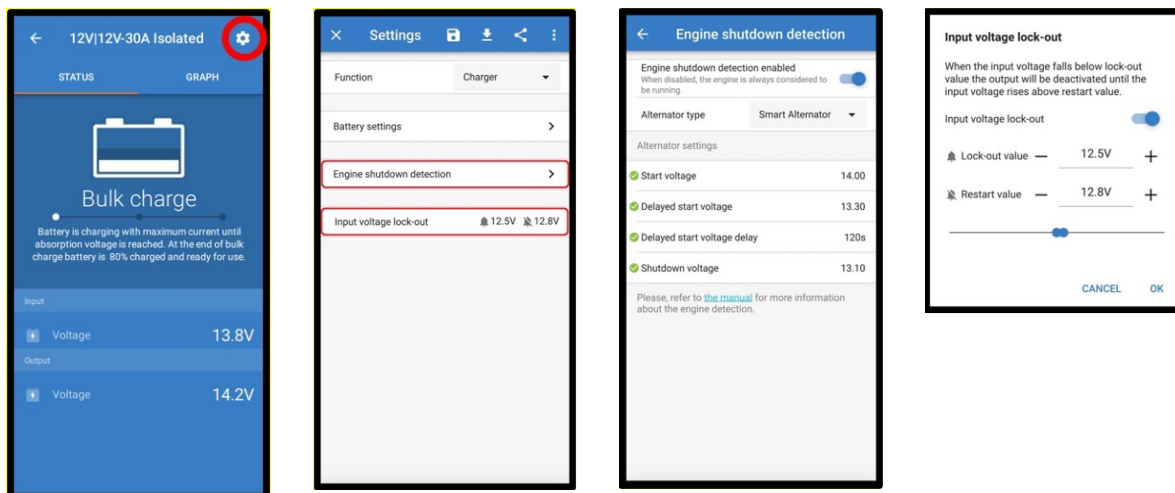 12V|12V-30A Isolated
STATUS
GRAPH
Bulk charge
Battery is charging with maximum current until
absorption voltage is reached. At the end of bulk
charge battery is 80% charged and ready for use.
Input
Voltage
13.8V
Output
Voltage
14.2V
Settings
Function
Charger
Battery settings
Engine shutdown detection
Input voltage lock-out
12.5V
12.8V
Engine shutdown detection
Engine shutdown detection enabled
When disabled, the engine is always considered to
be running.
Alternator type
Smart Alternator
Alternator settings
Start voltage
14.00
Delayed start voltage
13.30
Delayed start voltage delay
120s
Shutdown voltage
13.10
Please, refer to the manual for more information
about the engine detection.
Input voltage lock-out
When the input voltage falls below lock-out
value the output will be deactivated until the
input voltage rises above restart value.
Input voltage lock-out
Lock-out value
12.5V
Restart value
12.8V
CANCEL
OK